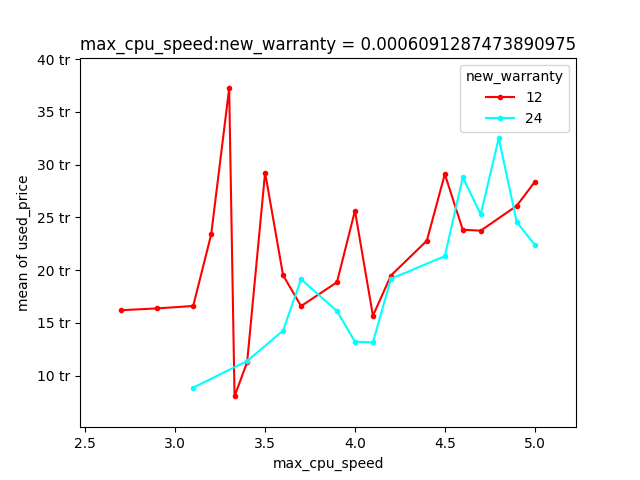 max_cpu_speed:new_warranty = 0.0006091287473890975
40 tr
35 tr
30 tr
25 tr
20 tr
15 tr
10 tr
mean of used_price
new_warranty
12
24
2.5 3.0 3.5 4.0 4.5 5.0
max_cpu_speed